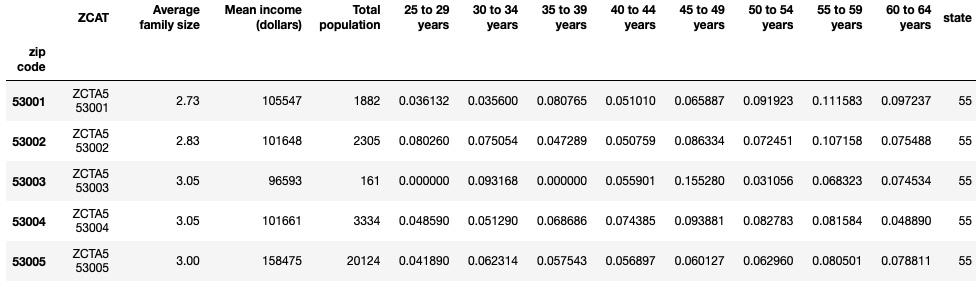 ZCAT Average family size Mean income (dollars) Total population 25 to 29 years 30 to 34 years 35 to 39 years 40 to 44 years 45 to 49 years 50 to 54 years 55 to 59 years 60 to 64 years state
zip code
53001 ZCTA5 53001 2.73 105547 1882 0.036132 0.035600 0.080765 0.051010 0.065887 0.091923 0.111583 0.097237 55
53002 ZCTA5 53002 2.83 101648 2305 0.080260 0.075054 0.047289 0.050759 0.086334 0.072451 0.107158 0.075488 55
53003 ZCTA5 53003 3.05 96593 161 0.000000 0.093168 0.000000 0.055901 0.155280 0.031056 0.068323 0.074534 55
53004 ZCTA5 53004 3.05 101661 3334 0.048590 0.051290 0.068686 0.074385 0.093881 0.082783 0.081584 0.048890 55
53005 ZCTA5 53005 3.00 158475 20124 0.041890 0.062314 0.057543 0.056897 0.060127 0.062960 0.080501 0.078811 55